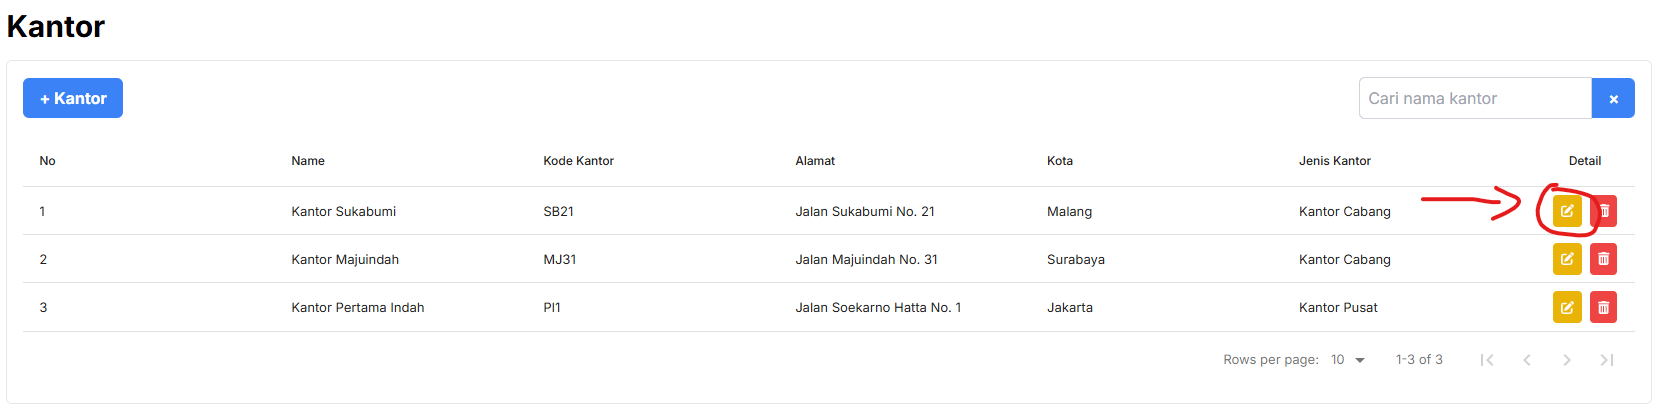 Kantor
+ Kantor
Cari nama kantor
×
No Name Kode Kantor Alamat Kota Jenis Kantor Detail
1 Kantor Sukabumi SB21 Jalan Sukabumi No. 21 Malang Kantor Cabang
2 Kantor Majuindah MJ31 Jalan Majuindah No. 31 Surabaya Kantor Cabang
3 Kantor Pertama Indah PI1 Jalan Soekarno Hatta No. 1 Jakarta Kantor Pusat
Rows per page: 10 1-3 of 3